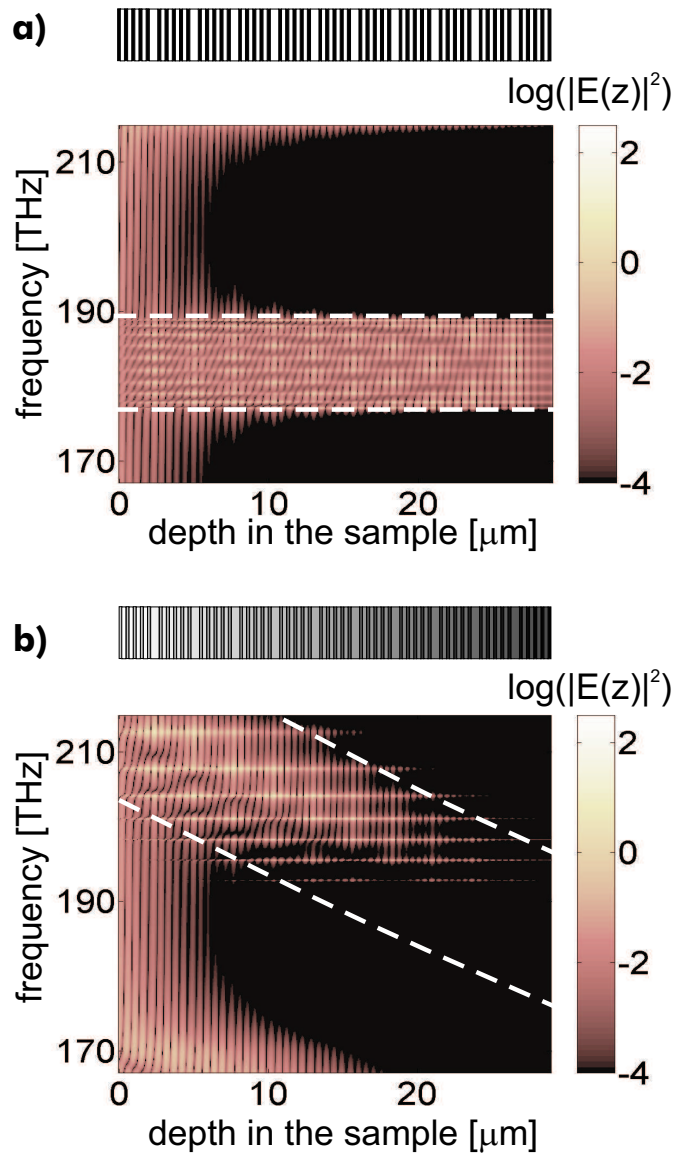 a)
log(|E(z)|²)
210
190
170
frequency [THz]
0
10
20
depth in the sample [μm]
2
0
-2
-4
b)
log(|E(z)|²)
210
190
170
frequency [THz]
0
10
20
depth in the sample [μm]
2
0
-2
-4